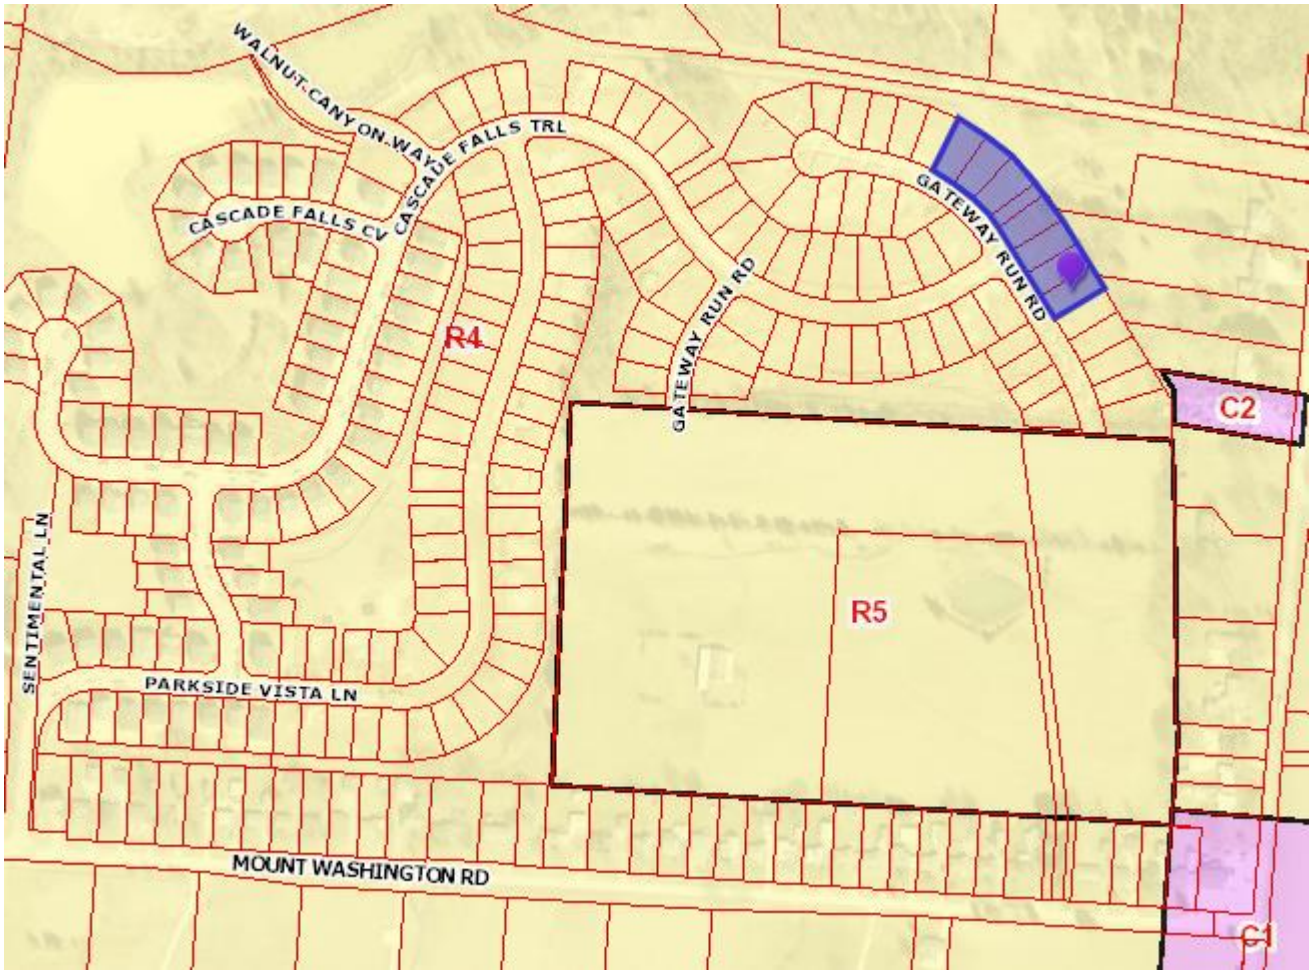 WALNUT CANYON WAY
CASCADE FALLS TRL
CASCADE FALLS CV
GATEWAY RUN RD
GATEWAY RUN RD
R4
C2
SENTIMENTAL LN
R5
PARKSIDE VISTA LN
MOUNT WASHINGTON RD
C1